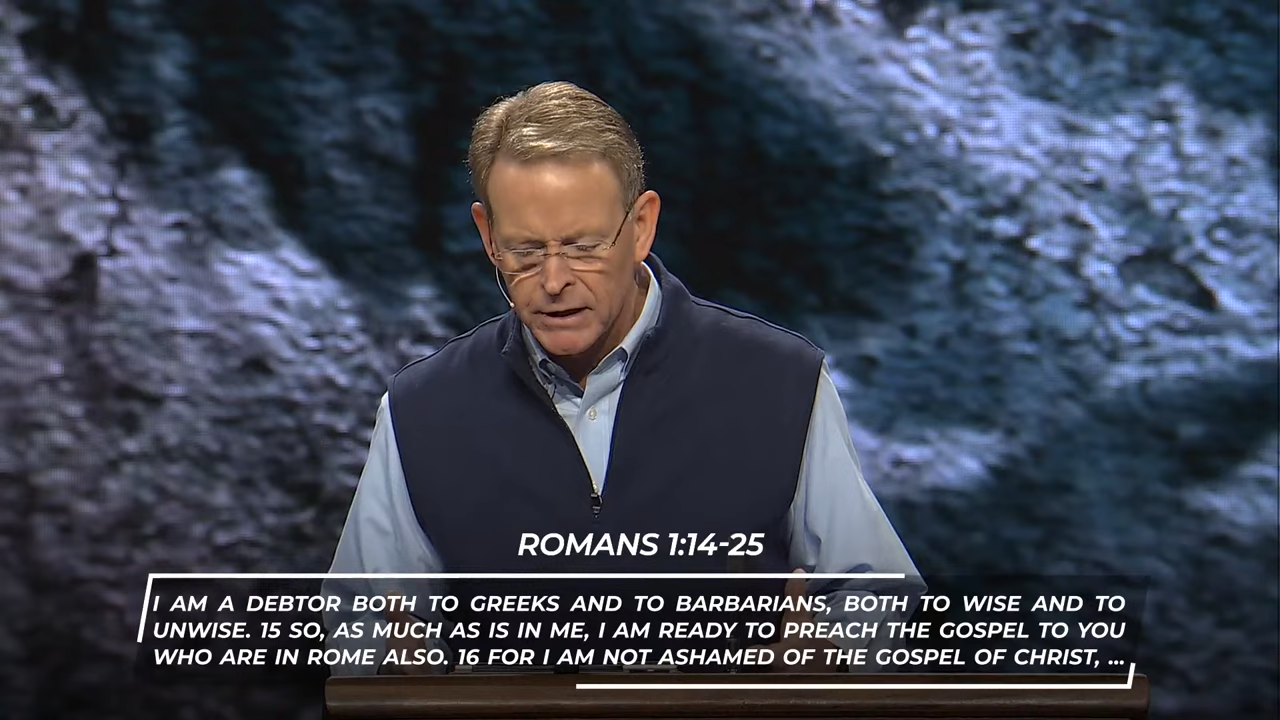 ROMANS 1:14-25
I AM A DEBTOR BOTH TO GREEKS AND TO BARBARIANS, BOTH TO WISE AND TO
UNWISE. 15 SO, AS MUCH AS IS IN ME, I AM READY TO PREACH THE GOSPEL TO YOU
WHO ARE IN ROME ALSO. 16 FOR I AM NOT ASHAMED OF THE GOSPEL OF CHRIST, ...